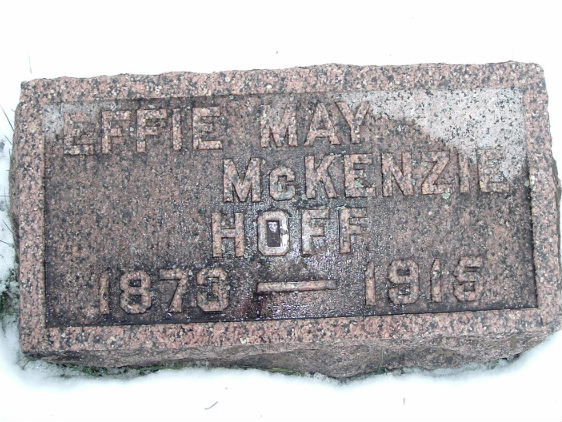 EFFIE MAY
McKENZIE
HOFF
1873 — 1915